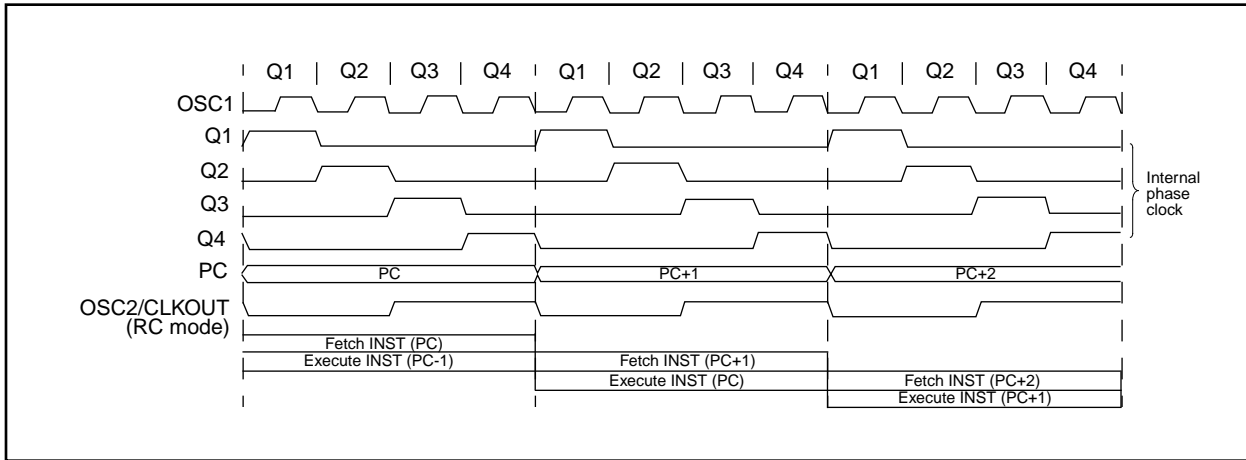 Q1 Q2 Q3 Q4 Q1 Q2 Q3 Q4 Q1 Q2 Q3 Q4
OSC1
Q1
Q2
Q3
Q4
Internal
phase
clock
PC PC PC+1 PC+2
OSC2/CLKOUT
(RC mode)
Fetch INST (PC)
Execute INST (PC-1) Fetch INST (PC+1)
Execute INST (PC) Fetch INST (PC+2)
Execute INST (PC+1)